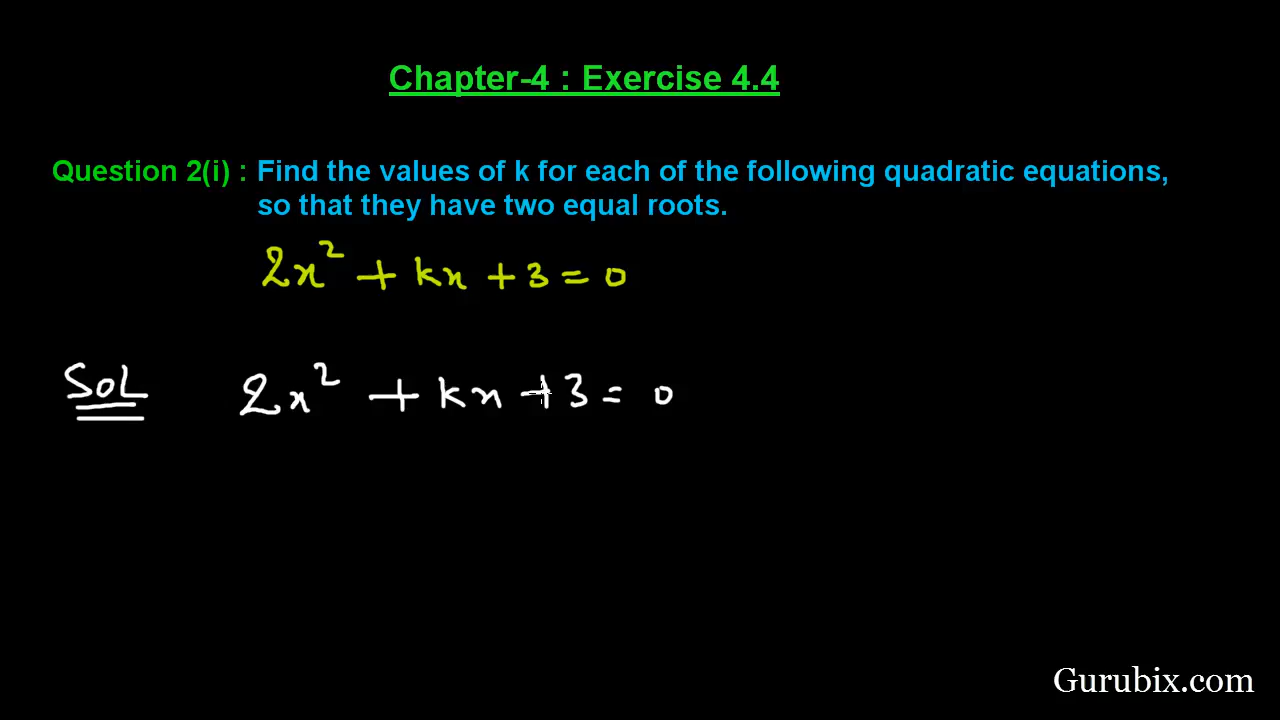 Chapter-4 : Exercise 4.4
Question 2(i) : Find the values of k for each of the following quadratic equations,
so that they have two equal roots.
2x² + kx + 3 = 0
Sol 2x² + kx + 3 = 0
Gurubix.com